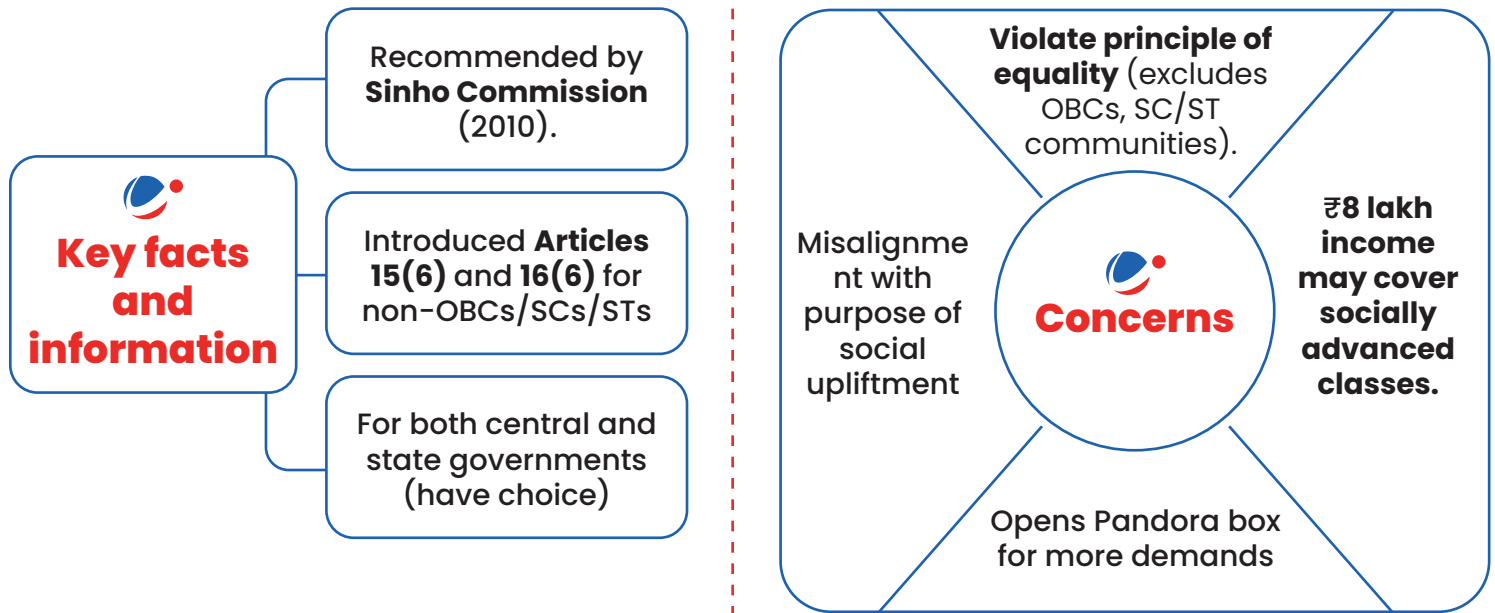 Key facts
and
information
Recommended by
Sinho Commission
(2010).
Introduced Articles
15(6) and 16(6) for
non-OBCs/SCs/STs
For both central and
state governments
(have choice)
Concerns
Violate principle of
equality (excludes
OBCs, SC/ST
communities).
Misalignme
nt with
purpose of
social
upliftment
₹8 lakh
income
may cover
socially
advanced
classes.
Opens Pandora box
for more demands